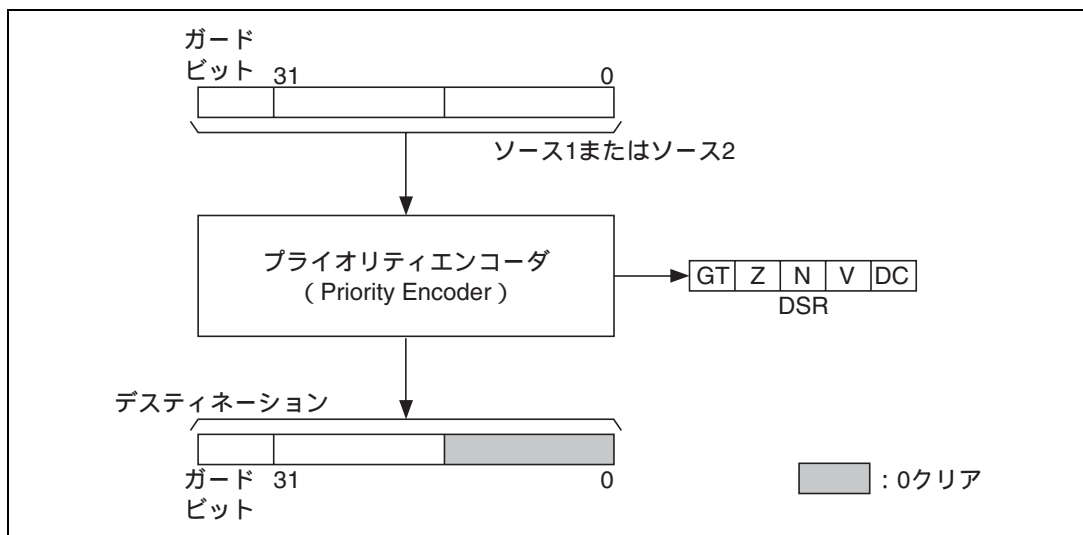 ガード
ビット 31 0
ソース1またはソース2
プライオリティエンコーダ
( Priority Encoder )
GT Z N V DC
DSR
デスティネーション
ガード 31 0
ビット
:0クリア